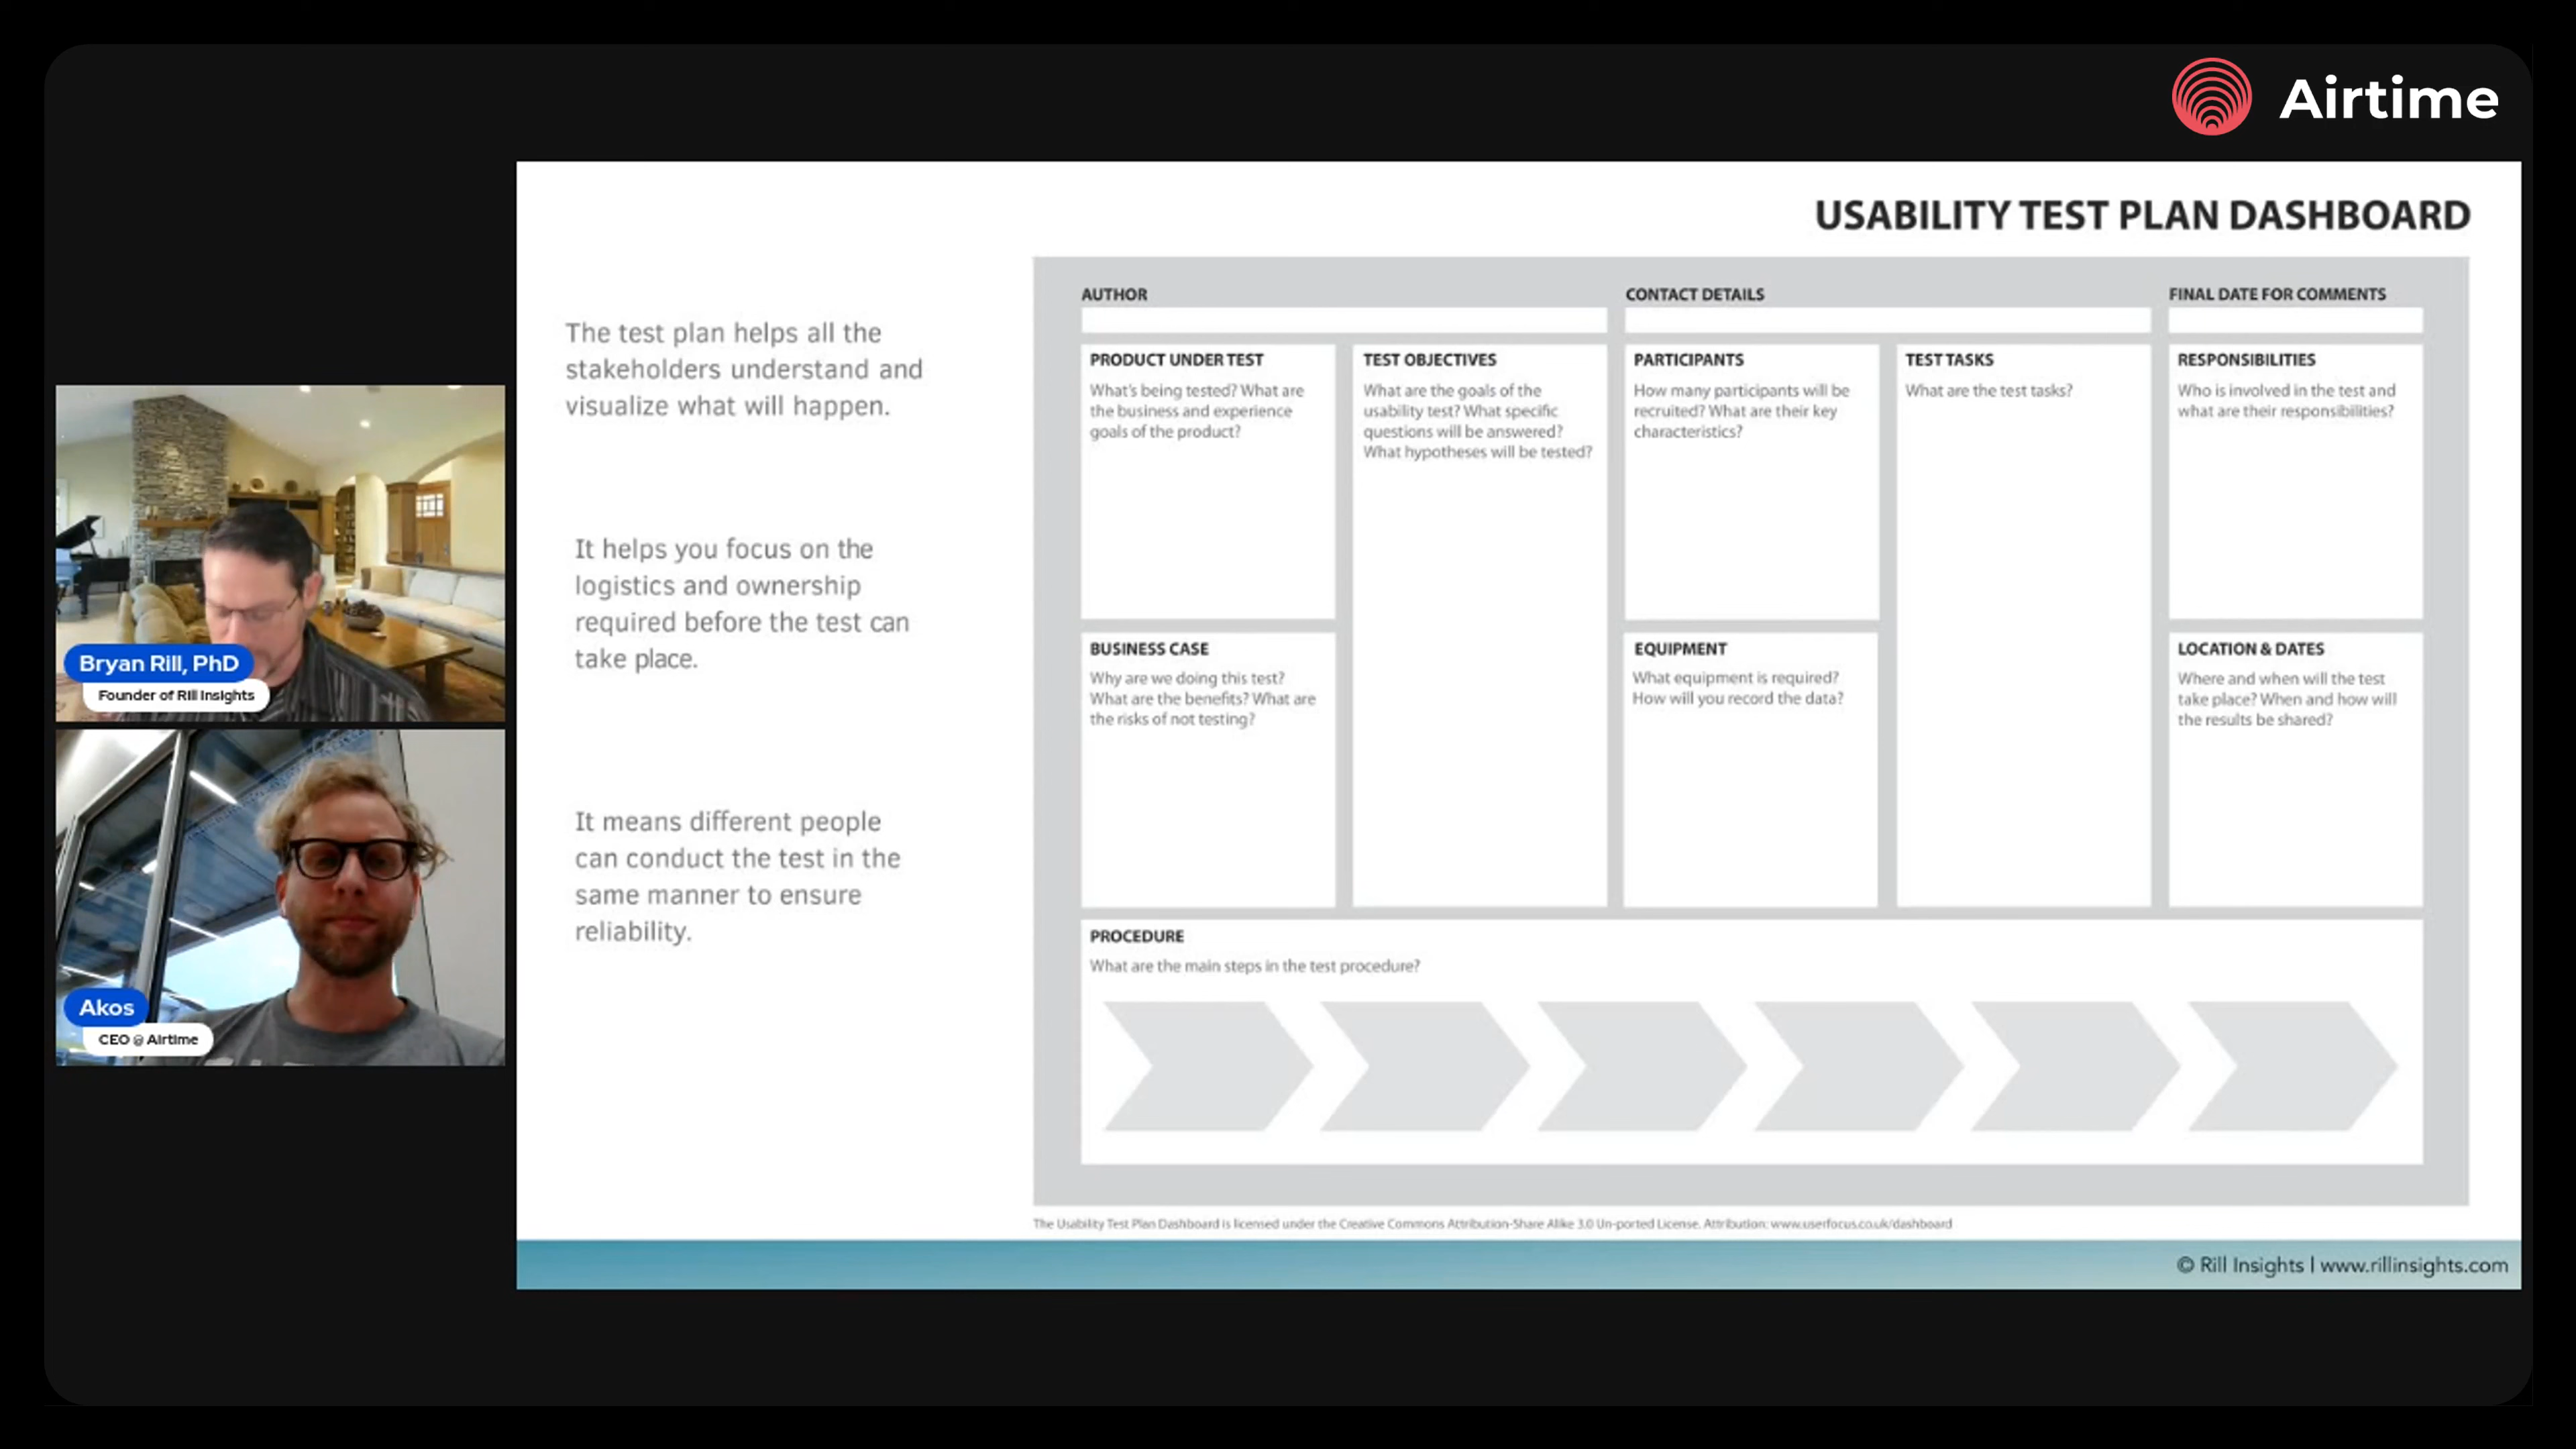 Airtime
USABILITY TEST PLAN DASHBOARD
The test plan helps all the
stakeholders understand and
visualize what will happen.
It helps you focus on the
logistics and ownership
required before the test can
take place.
It means different people
can conduct the test in the
same manner to ensure
reliability.
Bryan Rill, PhD
Founder of Rill Insights
Akos
CEO @ Airtime
AUTHOR
CONTACT DETAILS
FINAL DATE FOR COMMENTS
PRODUCT UNDER TEST
What's being tested? What are
the business and experience
goals of the product?
TEST OBJECTIVES
What are the goals of the
usability test? What specific
questions will be answered?
What hypotheses will be tested?
PARTICIPANTS
How many participants will be
recruited? What are their key
characteristics?
TEST TASKS
What are the test tasks?
RESPONSIBILITIES
Who is involved in the test and
what are their responsibilities?
BUSINESS CASE
Why are we doing this test?
What are the benefits? What are
the risks of not testing?
EQUIPMENT
What equipment is required?
How will you record the data?
LOCATION & DATES
Where and when will the test
take place? When and how will
the results be shared?
PROCEDURE
What are the main steps in the test procedure?
The Usability Test Plan Dashboard is licensed under the Creative Commons Attribution-Share Alike 3.0 Un-ported License. Attribution: www.userfocus.co.uk/dashboard
© Rill Insights | www.rillinsights.com